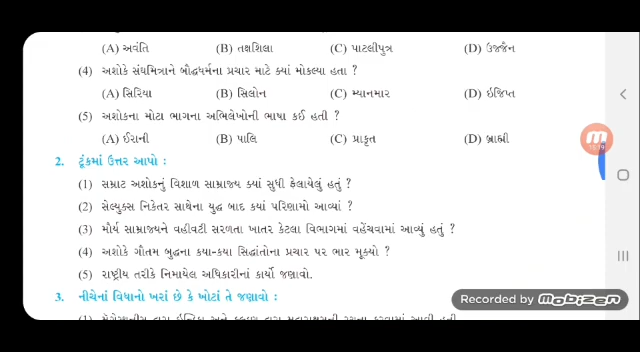 (A) અવંતિ (B) તક્ષશિલા (C) પાટલીપુત્ર (D) ઉજ્જૈન
(4) અશોકે સંઘમિત્રાને બૌદ્ધધર્મના પ્રચાર માટે ક્યાં મોકલ્યા હતા ?
(A) સિરિયા (B) સિલોન (C) મ્યાનમાર (D) ઇજિપ્ત
(5) અશોકના મોટા ભાગના અભિલેખોની ભાષા કઈ હતી ?
(A) ઈરાની (B) પાલિ (C) પ્રાકૃત (D) બ્રાહ્મી
2. ટૂંકમાં ઉત્તર આપો :
(1) સમ્રાટ અશોકનું વિશાળ સામ્રાજ્ય ક્યાં સુધી ફેલાયેલું હતું ?
(2) સેલ્યુક્સ નિકેતર સાથેના યુદ્ધ બાદ કયાં પરિણામો આવ્યાં ?
(3) મૌર્ય સામ્રાજ્યને વહીવટી સરળતા ખાતર કેટલા વિભાગમાં વહેંચવામાં આવ્યું હતું ?
(4) અશોકે ગૌતમ બુદ્ધના કયા-કયા સિદ્ધાંતોના પ્રચાર પર ભાર મૂક્યો ?
(5) રાષ્ટ્રીય તરીકે નિમાયેલ અધિકારીનાં કાર્યો જણાવો.
3. નીચેનાં વિધાનો ખરાં છે કે ખોટાં તે જણાવો :
(1)
Recorded by mobizen